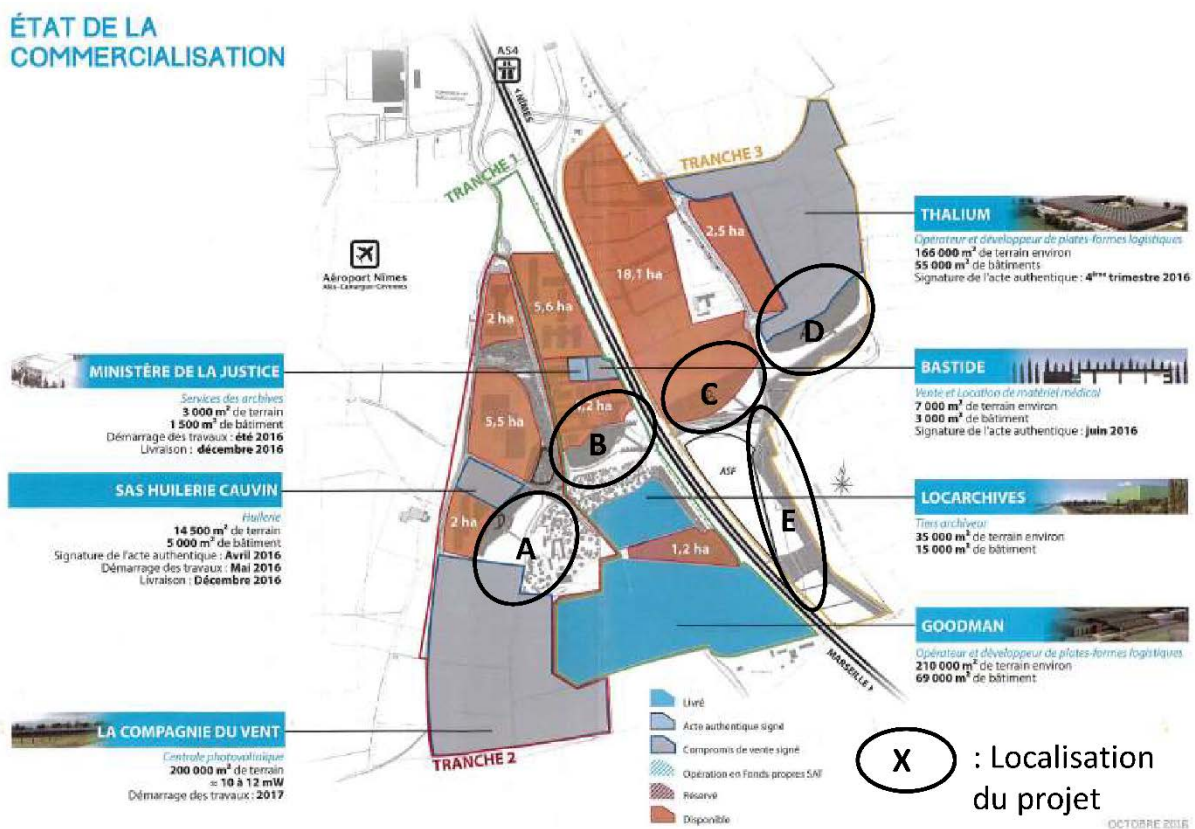 ÉTAT DE LA
COMMERCIALISATION
A54
NÎMES
TRANCHE 1
TRANCHE 3
Aéroport Nîmes
Alès-Camargue-Cévennes
2,5 ha
18,1 ha
5,6 ha
2 ha
5,5 ha
2 ha
1,2 ha
A
B
C
D
E
ASF
MARSEILLE
TRANCHE 2
MINISTÈRE DE LA JUSTICE
Services des archives
3 000 m² de terrain
1 500 m² de bâtiment
Démarrage des travaux : été 2016
Livraison : décembre 2016
SAS HUILERIE CAUVIN
Huilerie
14 500 m² de terrain
5 000 m² de bâtiment
Signature de l'acte authentique : Avril 2016
Démarrage des travaux : Mai 2016
Livraison : Décembre 2016
LA COMPAGNIE DU VENT
Centrale photovoltaïque
200 000 m² de terrain
≈ 10 à 12 mW
Démarrage des travaux : 2017
THALIUM
Opérateur et développeur de plates-formes logistiques
166 000 m² de terrain environ
55 000 m² de bâtiments
Signature de l'acte authentique : 4ème trimestre 2016
BASTIDE
Vente et Location de matériel médical
7 000 m² de terrain environ
3 000 m² de bâtiment
Signature de l'acte authentique : juin 2016
LOCARCHIVES
Tiers archiveur
35 000 m² de terrain environ
15 000 m² de bâtiment
GOODMAN
Opérateur et développeur de plates-formes logistiques
210 000 m² de terrain environ
69 000 m² de bâtiment
Livré
Acte authentique signé
Compromis de vente signé
Opération en Fonds propres SAT
Réservé
Disponible
X : Localisation
du projet
OCTOBRE 2016